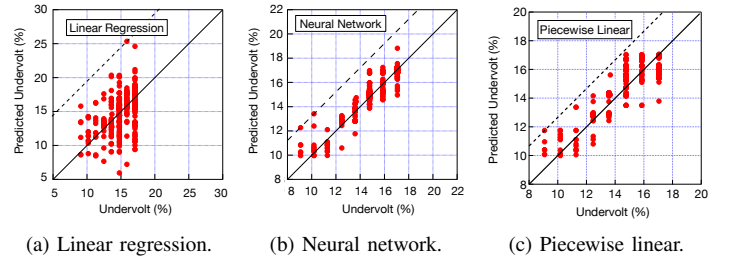 30
25
20
15
10
5
Predicted Undervolt (%)
Linear Regression
5 10 15 20 25 30
Undervolt (%)
(a) Linear regression.
22
20
18
16
14
12
10
8
Predicted Undervolt (%)
Neural Network
8 10 12 14 16 18 20 22
Undervolt (%)
(b) Neural network.
20
18
16
14
12
10
8
Predicted Undervolt (%)
Piecewise Linear
8 10 12 14 16 18 20
Undervolt (%)
(c) Piecewise linear.